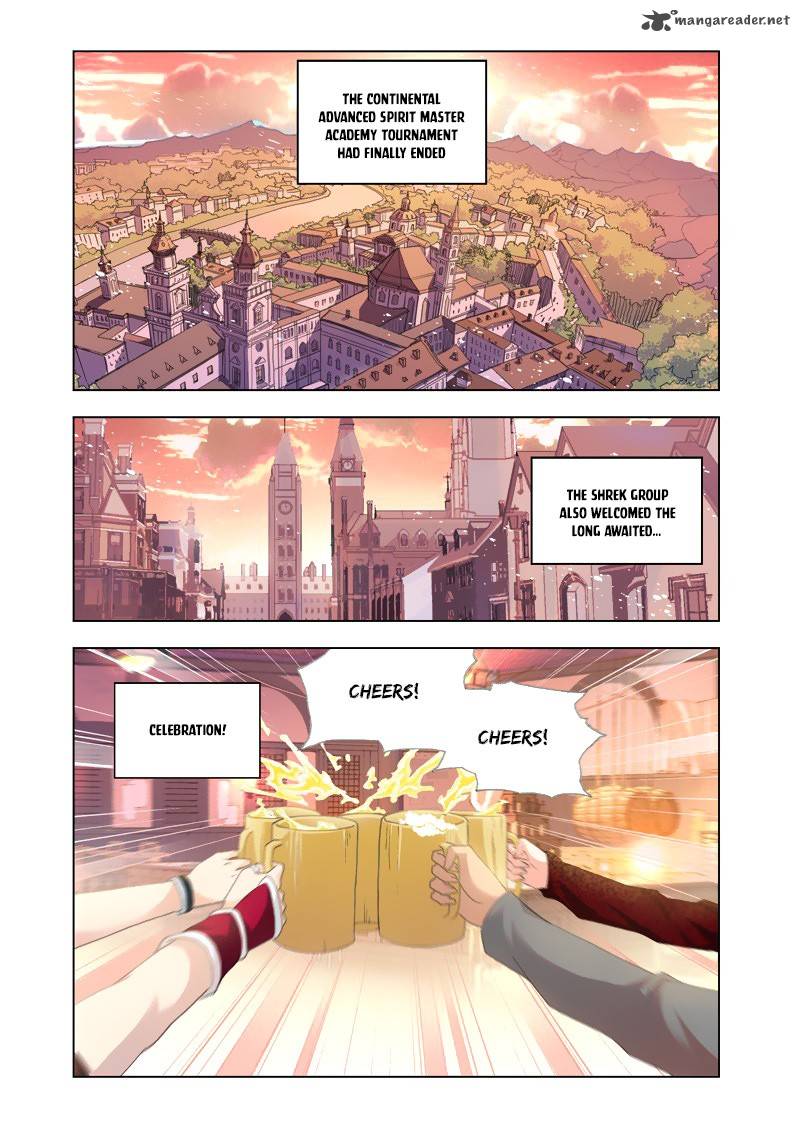 mangareader.net
THE CONTINENTAL
ADVANCED SPIRIT MASTER
ACADEMY TOURNAMENT
HAD FINALLY ENDED
THE SHREK GROUP
ALSO WELCOMED THE
LONG AWAITED...
CELEBRATION!
CHEERS!
CHEERS!